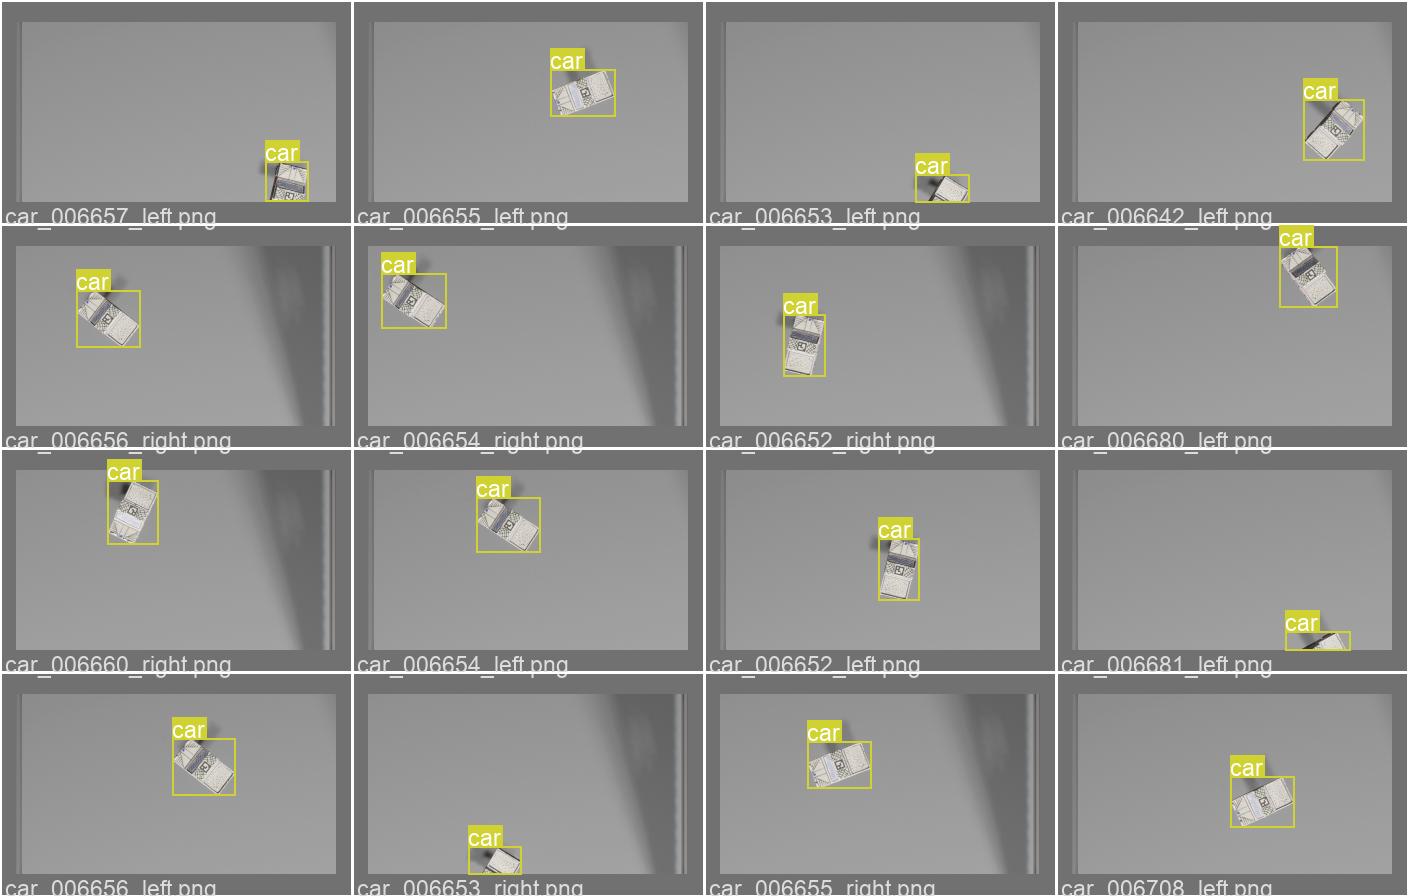 car
car
car
car
car_006657_left.png
car_006655_left.png
car_006653_left.png
car_006642_left.png
car
car
car
car
car_006656_right.png
car_006654_right.png
car_006652_right.png
car_006680_left.png
car
car
car
car
car_006660_right.png
car_006654_left.png
car_006652_left.png
car_006681_left.png
car
car
car
car
car_006656_left.png
car_006653_right.png
car_006655_right.png
car_006708_left.png